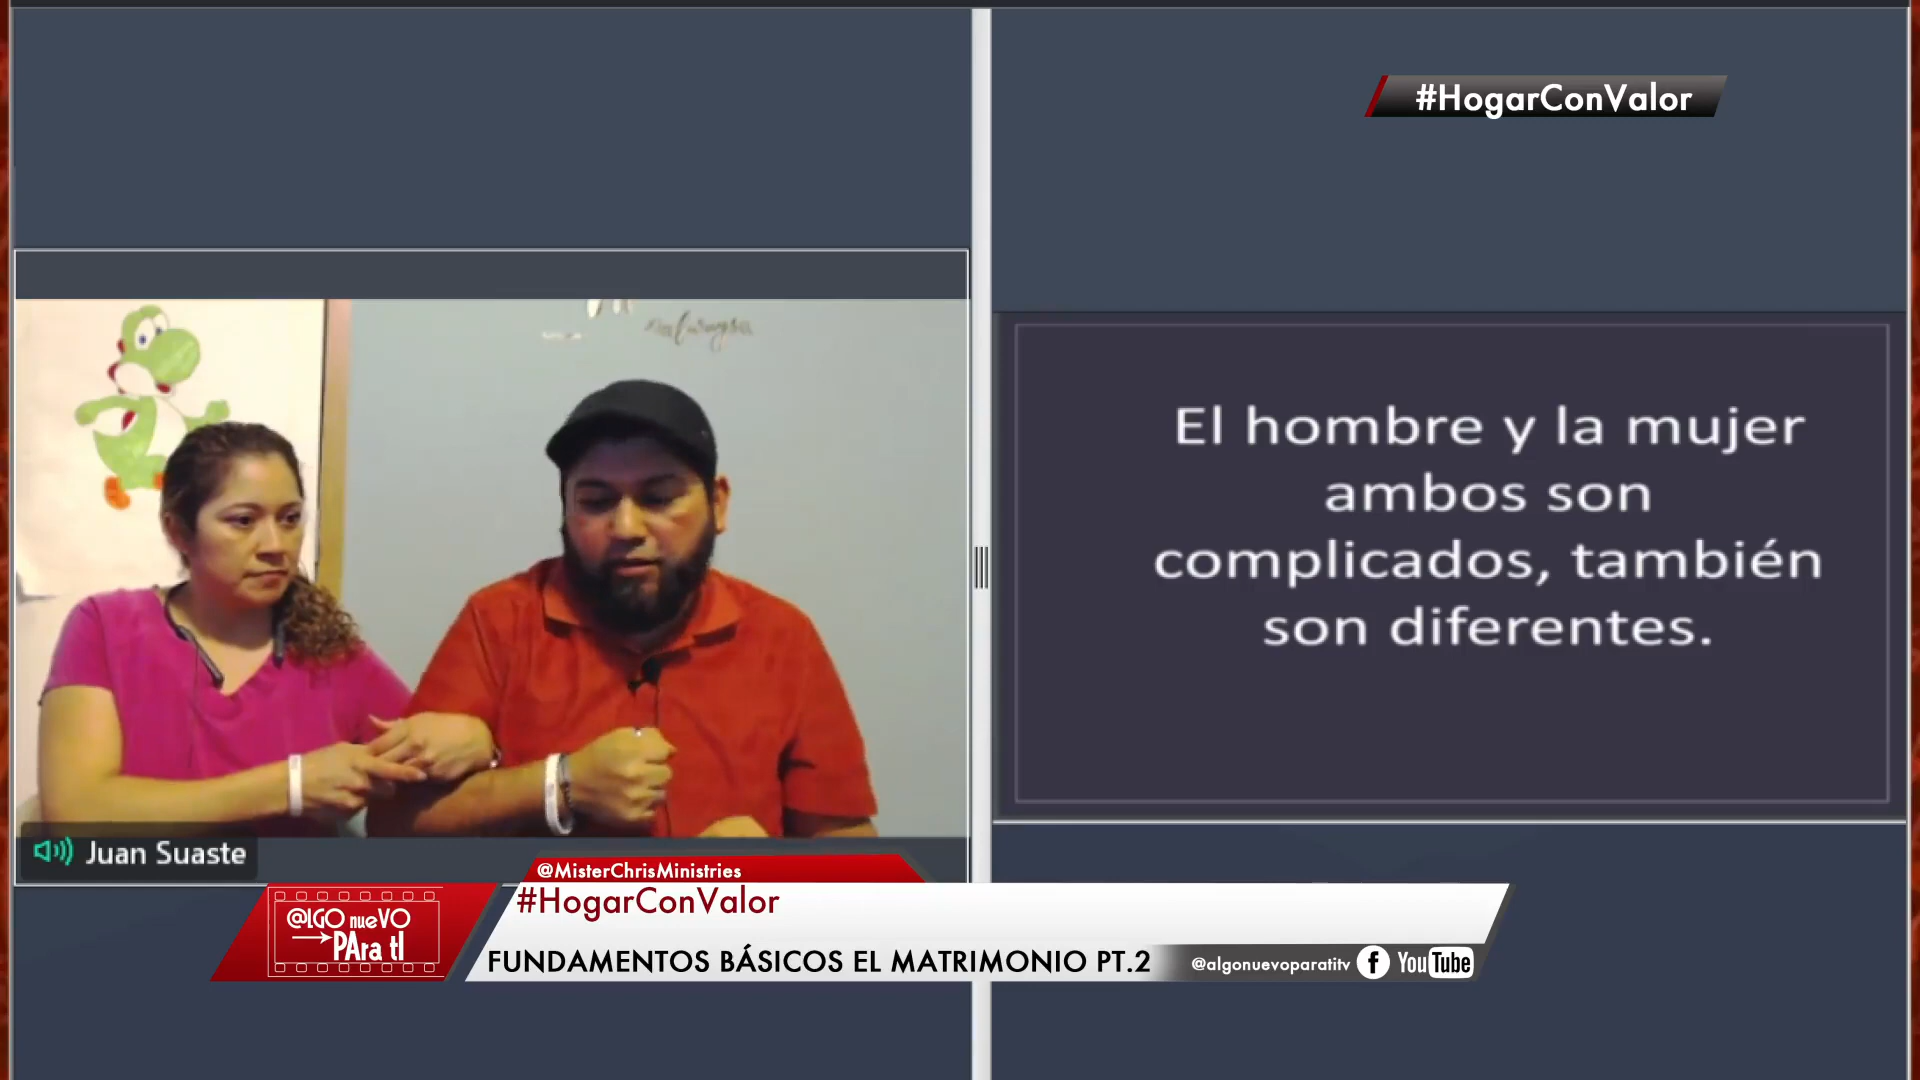 #HogarConValor
always
El hombre y la mujer
ambos son
complicados, también
son diferentes.
Juan Suaste
@MisterChrisMinistries
#HogarConValor
@LGO nueVO
PAra tI
FUNDAMENTOS BÁSICOS EL MATRIMONIO PT.2
@algonuevoparatitv f YouTube